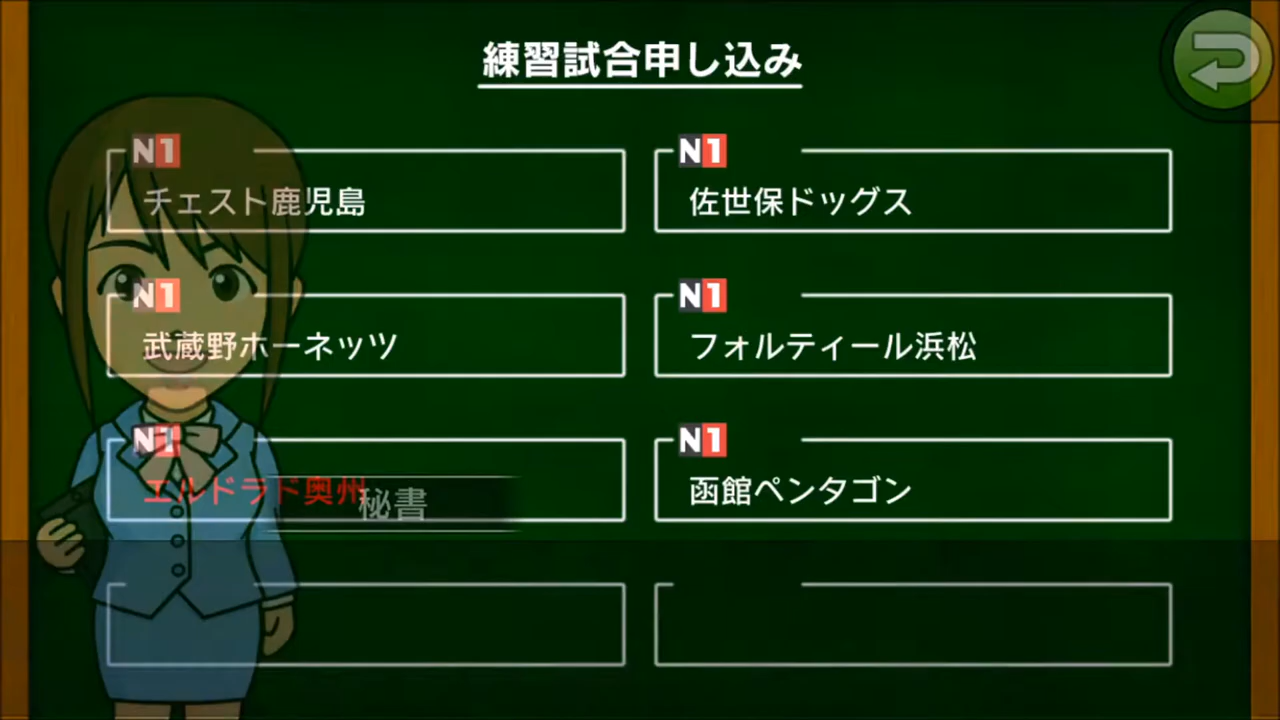 練習試合申し込み
N1
チェスト鹿児島
N1
佐世保ドッグス
N1
武蔵野ホーネッツ
N1
フォルティール浜松
N1
エルドラド奥州
秘書
N1
函館ペンタゴン